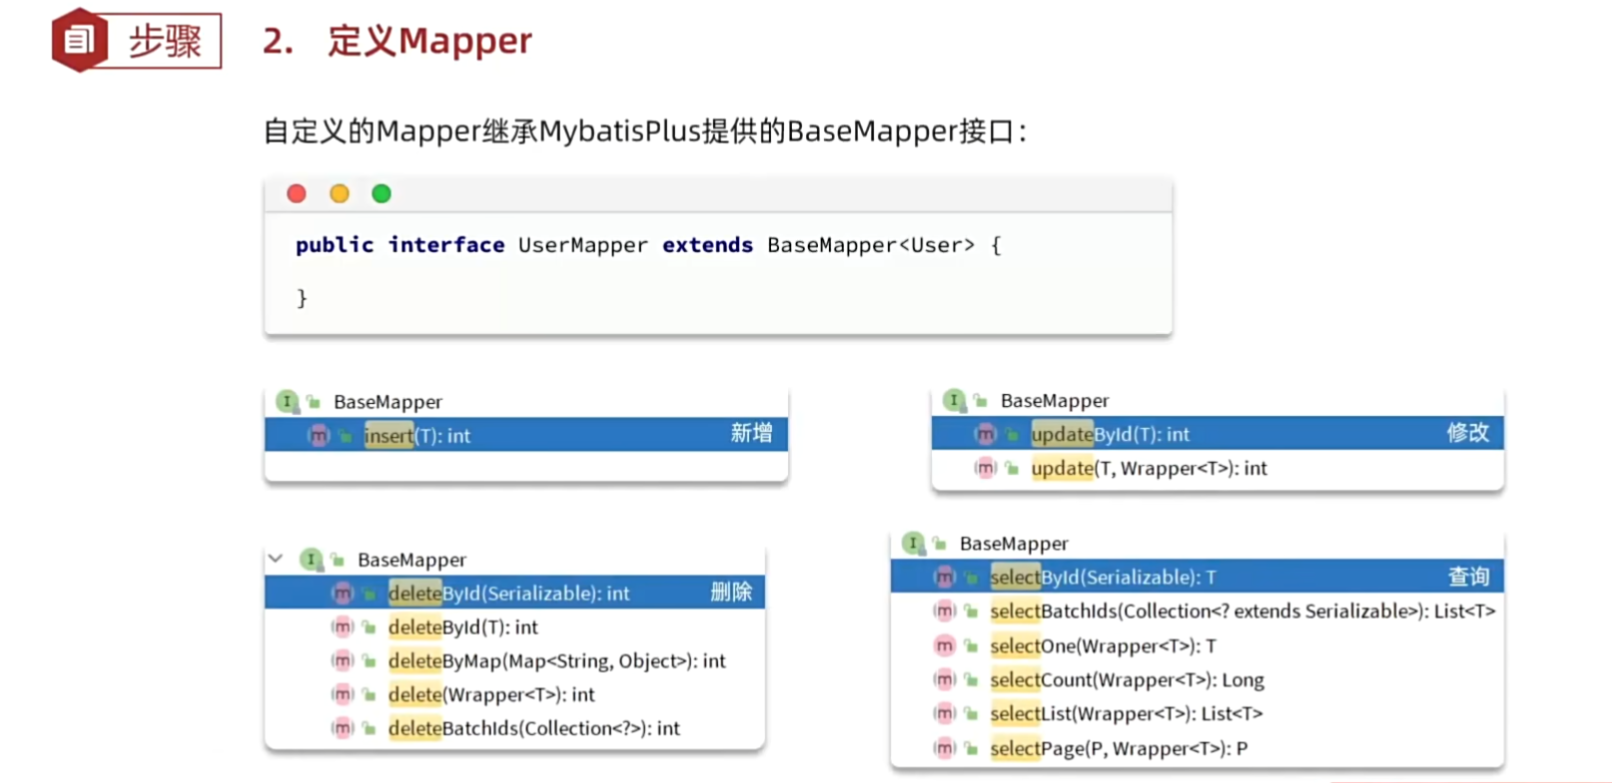 步骤
2. 定义Mapper
自定义的Mapper继承MybatisPlus提供的BaseMapper接口：
public interface UserMapper extends BaseMapper<User> {
}
I BaseMapper
m insert(T): int 新增
I BaseMapper
m updateById(T): int 修改
m update(T, Wrapper<T>): int
I BaseMapper
m deleteById(Serializable): int 删除
m deleteById(T): int
m deleteByMap(Map<String, Object>): int
m delete(Wrapper<T>): int
m deleteBatchIds(Collection<?>): int
I BaseMapper
m selectById(Serializable): T 查询
m selectBatchIds(Collection<? extends Serializable>): List<T>
m selectOne(Wrapper<T>): T
m selectCount(Wrapper<T>): Long
m selectList(Wrapper<T>): List<T>
m selectPage(P, Wrapper<T>): P